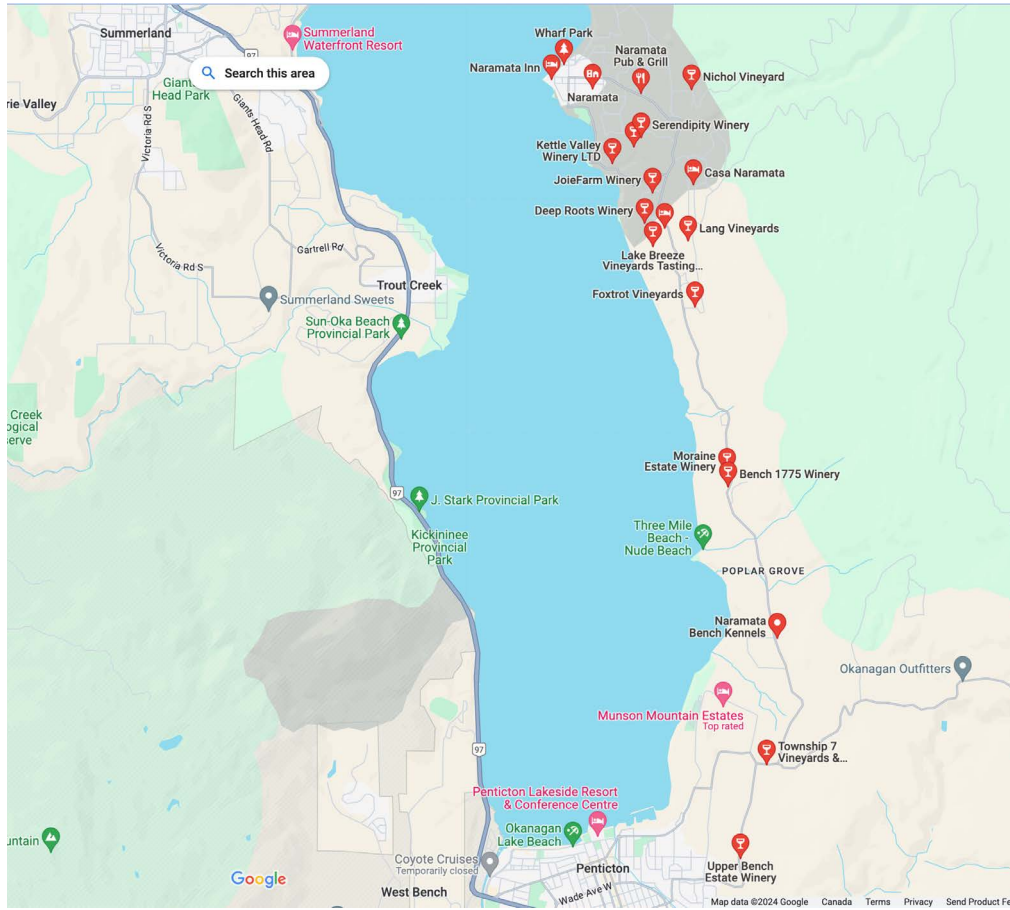 Summerland
97
Summerland
Waterfront Resort
Search this area
Giants
Head Park
rie Valley
Victoria Rd S
Giants Head Rd
Wharf Park
Naramata Inn
Naramata
Naramata
Pub & Grill
Nichol Vineyard
Serendipity Winery
Kettle Valley
Winery LTD
JoieFarm Winery
Casa Naramata
Deep Roots Winery
Lang Vineyards
Lake Breeze
Vineyards Tasting...
Foxtrot Vineyards
Victoria Rd S
Gartrell Rd
Trout Creek
Summerland Sweets
Sun-Oka Beach
Provincial Park
Creek
ogical
serve
Moraine
Estate Winery
Bench 1775 Winery
97
J. Stark Provincial Park
Kickininee
Provincial
Park
Three Mile
Beach -
Nude Beach
POPLAR GROVE
Naramata
Bench Kennels
Okanagan Outfitters
Munson Mountain Estates
Top rated
97
Township 7
Vineyards &...
Penticton Lakeside Resort
& Conference Centre
Okanagan
Lake Beach
untain
Coyote Cruises
Temporarily closed
Penticton
Upper Bench
Estate Winery
Google
West Bench
Wade Ave W
Map data ©2024 Google Canada Terms Privacy Send Product Fe